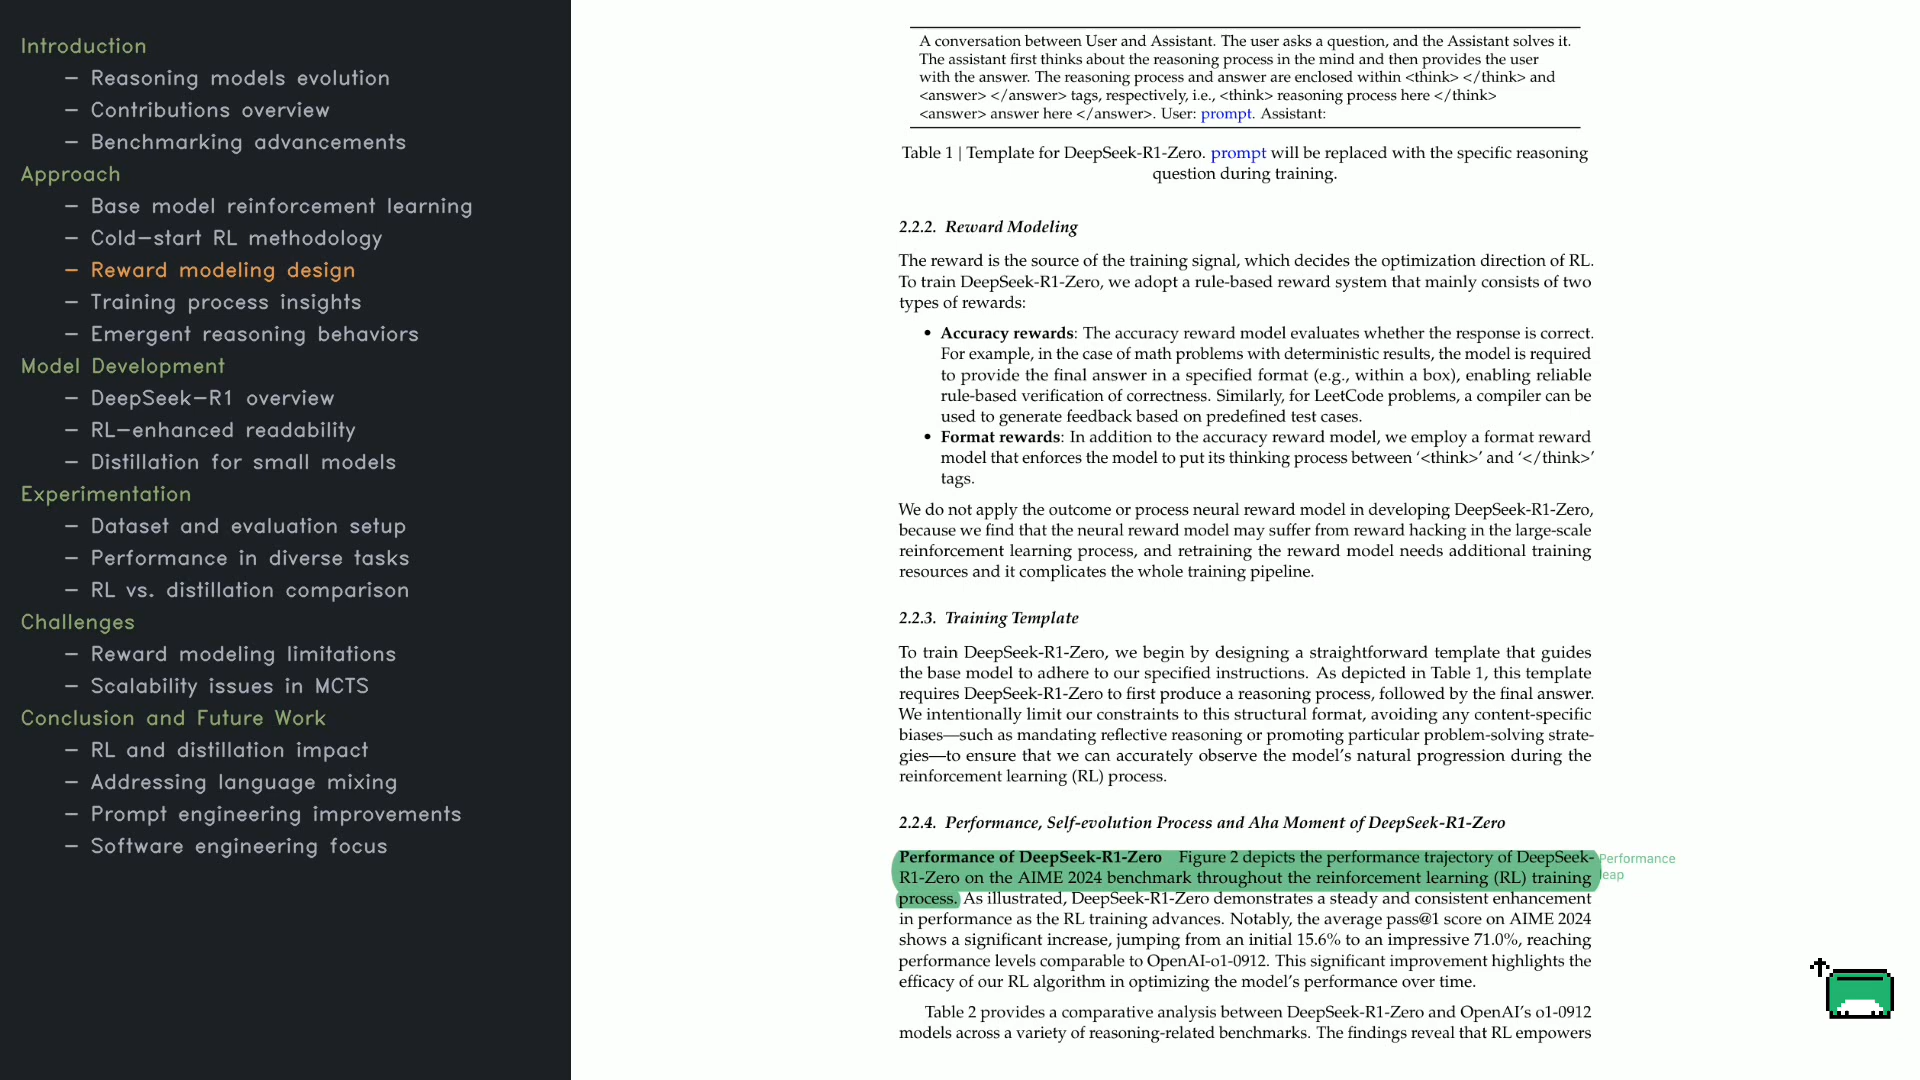 Introduction
– Reasoning models evolution
– Contributions overview
– Benchmarking advancements
Approach
– Base model reinforcement learning
– Cold–start RL methodology
– Reward modeling design
– Training process insights
– Emergent reasoning behaviors
Model Development
– DeepSeek–R1 overview
– RL–enhanced readability
– Distillation for small models
Experimentation
– Dataset and evaluation setup
– Performance in diverse tasks
– RL vs. distillation comparison
Challenges
– Reward modeling limitations
– Scalability issues in MCTS
Conclusion and Future Work
– RL and distillation impact
– Addressing language mixing
– Prompt engineering improvements
– Software engineering focus
A conversation between User and Assistant. The user asks a question, and the Assistant solves it.
The assistant first thinks about the reasoning process in the mind and then provides the user
with the answer. The reasoning process and answer are enclosed within <think> </think> and
<answer> </answer> tags, respectively, i.e., <think> reasoning process here </think>
<answer> answer here </answer>. User: prompt. Assistant:
Table 1 | Template for DeepSeek-R1-Zero. prompt will be replaced with the specific reasoning
question during training.
2.2.2. Reward Modeling
The reward is the source of the training signal, which decides the optimization direction of RL.
To train DeepSeek-R1-Zero, we adopt a rule-based reward system that mainly consists of two
types of rewards:
• Accuracy rewards: The accuracy reward model evaluates whether the response is correct.
For example, in the case of math problems with deterministic results, the model is required
to provide the final answer in a specified format (e.g., within a box), enabling reliable
rule-based verification of correctness. Similarly, for LeetCode problems, a compiler can be
used to generate feedback based on predefined test cases.
• Format rewards: In addition to the accuracy reward model, we employ a format reward
model that enforces the model to put its thinking process between ‘<think>’ and ‘</think>’
tags.
We do not apply the outcome or process neural reward model in developing DeepSeek-R1-Zero,
because we find that the neural reward model may suffer from reward hacking in the large-scale
reinforcement learning process, and retraining the reward model needs additional training
resources and it complicates the whole training pipeline.
2.2.3. Training Template
To train DeepSeek-R1-Zero, we begin by designing a straightforward template that guides
the base model to adhere to our specified instructions. As depicted in Table 1, this template
requires DeepSeek-R1-Zero to first produce a reasoning process, followed by the final answer.
We intentionally limit our constraints to this structural format, avoiding any content-specific
biases—such as mandating reflective reasoning or promoting particular problem-solving strate-
gies—to ensure that we can accurately observe the model’s natural progression during the
reinforcement learning (RL) process.
2.2.4. Performance, Self-evolution Process and Aha Moment of DeepSeek-R1-Zero
Performance of DeepSeek-R1-Zero Figure 2 depicts the performance trajectory of DeepSeek-
R1-Zero on the AIME 2024 benchmark throughout the reinforcement learning (RL) training
process. As illustrated, DeepSeek-R1-Zero demonstrates a steady and consistent enhancement
in performance as the RL training advances. Notably, the average pass@1 score on AIME 2024
shows a significant increase, jumping from an initial 15.6% to an impressive 71.0%, reaching
performance levels comparable to OpenAI-o1-0912. This significant improvement highlights the
efficacy of our RL algorithm in optimizing the model’s performance over time.
Table 2 provides a comparative analysis between DeepSeek-R1-Zero and OpenAI’s o1-0912
models across a variety of reasoning-related benchmarks. The findings reveal that RL empowers
Performance
leap